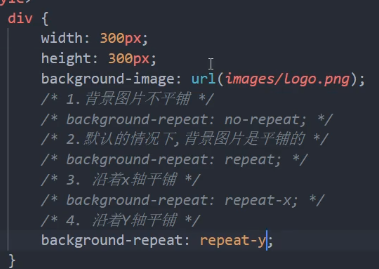 yle>
div {
width: 300px;
height: 300px;
background-image: url(images/logo.png);
/* 1.背景图片不平铺 */
/* background-repeat: no-repeat; */
/* 2.默认的情况下,背景图片是平铺的 */
/* background-repeat: repeat; */
/* 3. 沿着x轴平铺 */
/* background-repeat: repeat-x; */
/* 4. 沿着Y轴平铺 */
background-repeat: repeat-y;
}